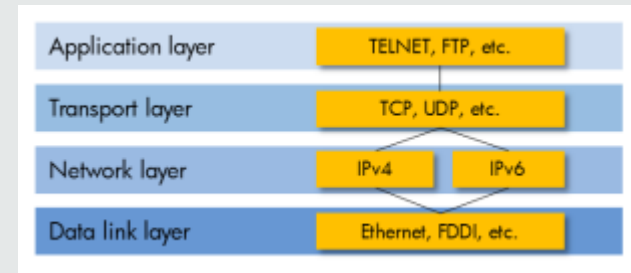 Application layer TELNET, FTP, etc.
Transport layer TCP, UDP, etc.
Network layer IPv4 IPv6
Data link layer Ethernet, FDDI, etc.